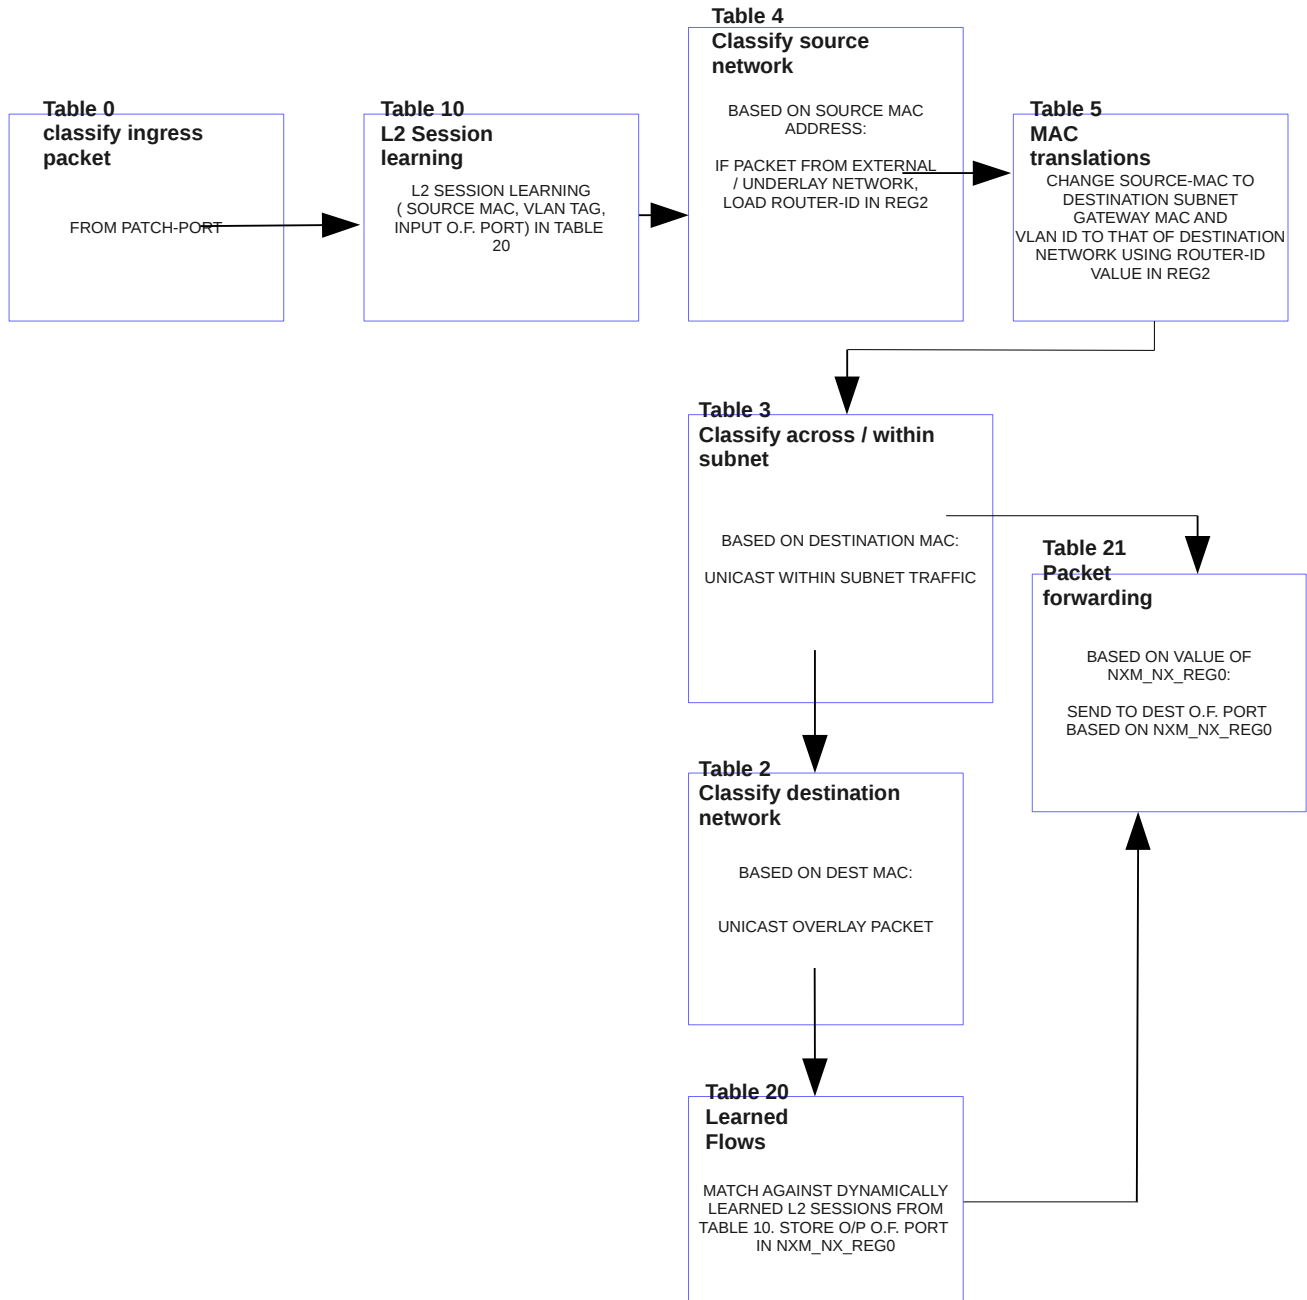 Table 0
classify ingress
packet
FROM PATCH-PORT
Table 10
L2 Session
learning
L2 SESSION LEARNING
( SOURCE MAC, VLAN TAG,
INPUT O.F. PORT) IN TABLE
20
Table 4
Classify source
network
BASED ON SOURCE MAC
ADDRESS:
IF PACKET FROM EXTERNAL
/ UNDERLAY NETWORK,
LOAD ROUTER-ID IN REG2
Table 5
MAC
translations
CHANGE SOURCE-MAC TO
DESTINATION SUBNET
GATEWAY MAC AND
VLAN ID TO THAT OF DESTINATION
NETWORK USING ROUTER-ID
VALUE IN REG2
Table 3
Classify across / within
subnet
BASED ON DESTINATION MAC:
UNICAST WITHIN SUBNET TRAFFIC
Table 21
Packet
forwarding
BASED ON VALUE OF
NXM_NX_REG0:
SEND TO DEST O.F. PORT
BASED ON NXM_NX_REG0
Table 2
Classify destination
network
BASED ON DEST MAC:
UNICAST OVERLAY PACKET
Table 20
Learned
Flows
MATCH AGAINST DYNAMICALLY
LEARNED L2 SESSIONS FROM
TABLE 10. STORE O/P O.F. PORT
IN NXM_NX_REG0